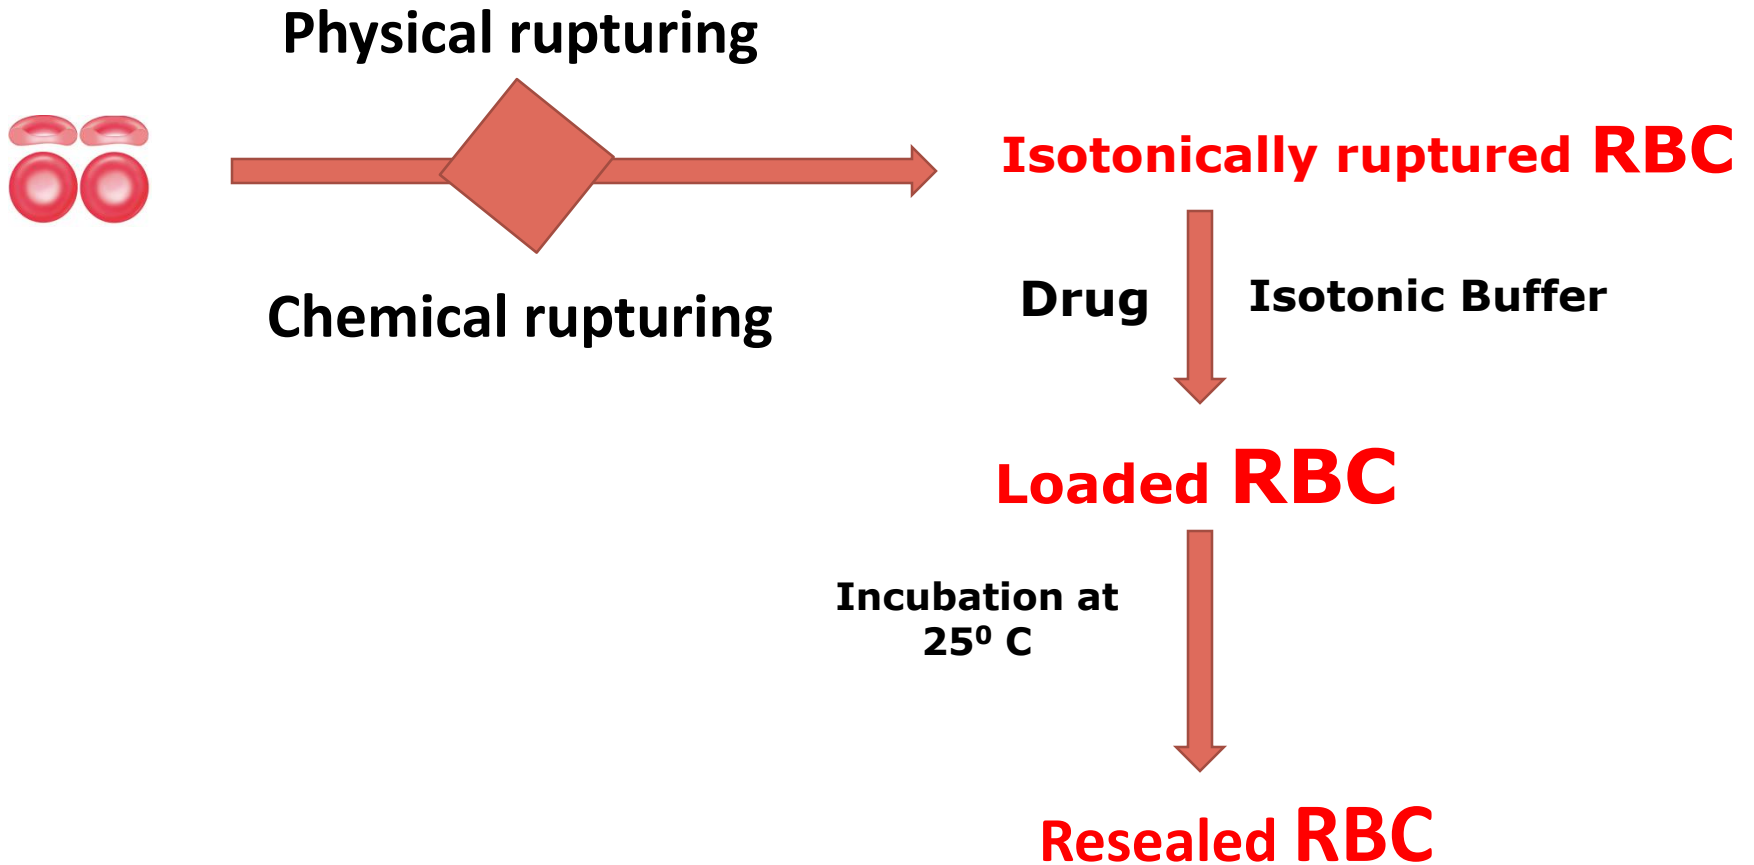 Physical rupturing
Isotonically ruptured RBC
Chemical rupturing
Drug
Isotonic Buffer
Loaded RBC
Incubation at
25⁰ C
Resealed RBC